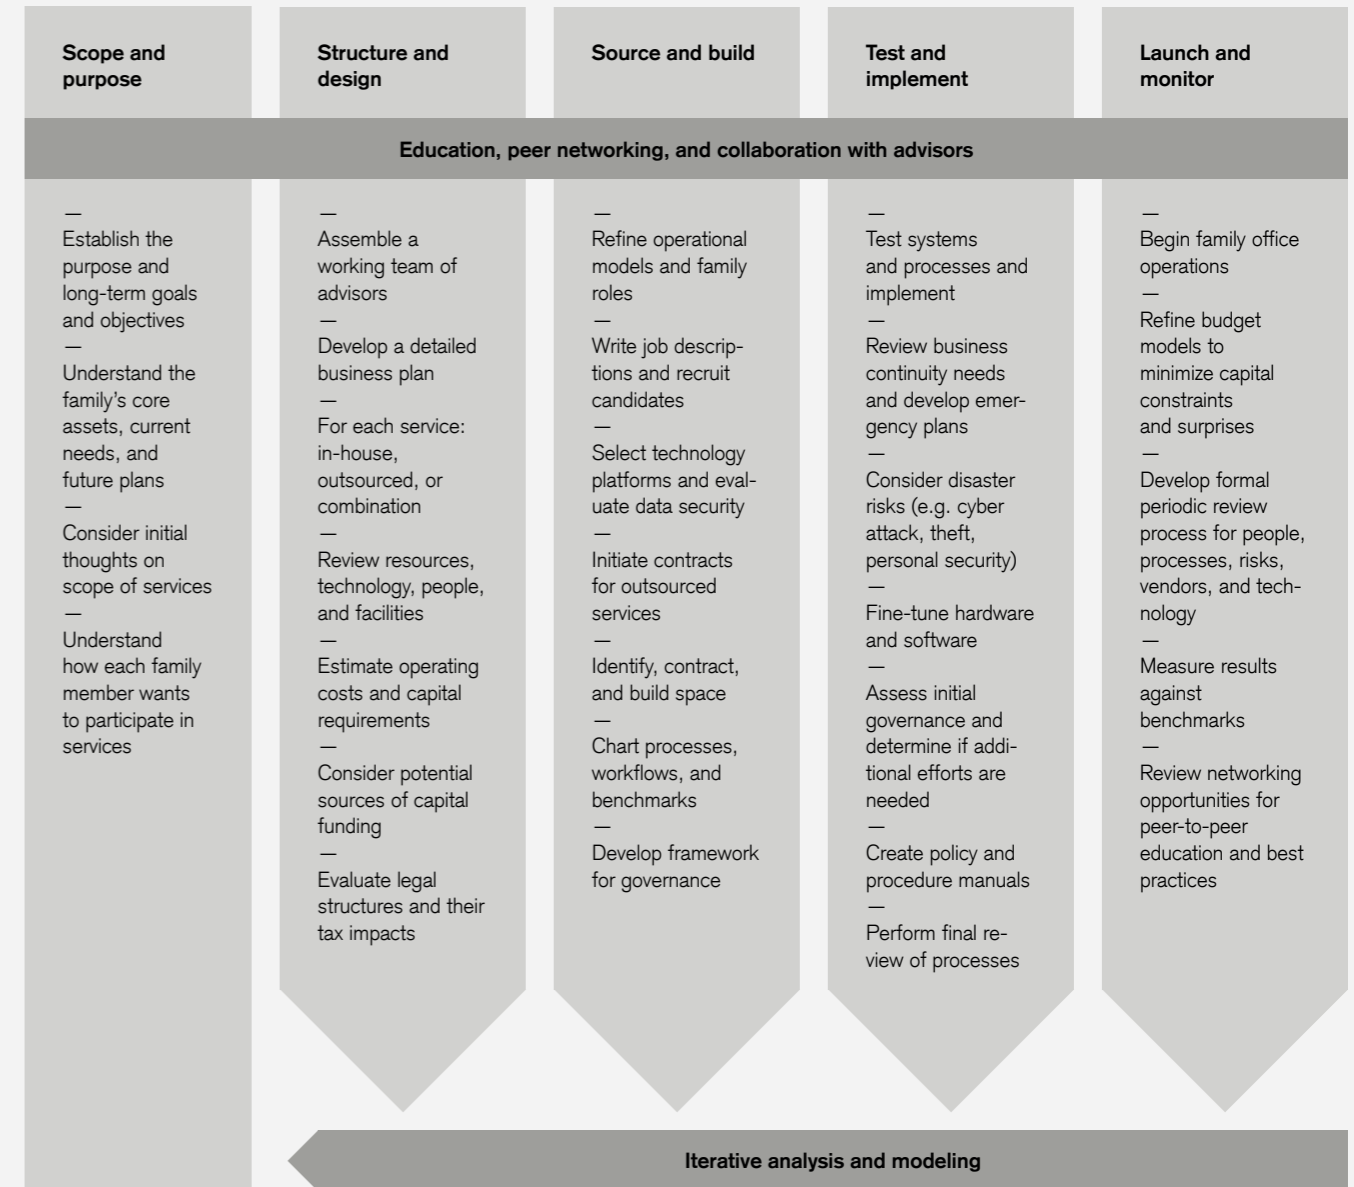 Scope and
purpose
Structure and
design
Source and build
Test and
implement
Launch and
monitor
Education, peer networking, and collaboration with advisors
—
Establish the
purpose and
long-term goals
and objectives
—
Understand the
family’s core
assets, current
needs, and
future plans
—
Consider initial
thoughts on
scope of services
—
Understand
how each family
member wants
to participate in
services
—
Assemble a
working team of
advisors
—
Develop a detailed
business plan
—
For each service:
in-house,
outsourced, or
combination
—
Review resources,
technology, people,
and facilities
—
Estimate operating
costs and capital
requirements
—
Consider potential
sources of capital
funding
—
Evaluate legal
structures and their
tax impacts
—
Refine operational
models and family
roles
—
Write job descrip-
tions and recruit
candidates
—
Select technology
platforms and eval-
uate data security
—
Initiate contracts
for outsourced
services
—
Identify, contract,
and build space
—
Chart processes,
workflows, and
benchmarks
—
Develop framework
for governance
—
Test systems
and processes and
implement
—
Review business
continuity needs
and develop emer-
gency plans
—
Consider disaster
risks (e.g. cyber
attack, theft,
personal security)
—
Fine-tune hardware
and software
—
Assess initial
governance and
determine if addi-
tional efforts are
needed
—
Create policy and
procedure manuals
—
Perform final re-
view of processes
—
Begin family office
operations
—
Refine budget
models to
minimize capital
constraints
and surprises
—
Develop formal
periodic review
process for people,
processes, risks,
vendors, and tech-
nology
—
Measure results
against
benchmarks
—
Review networking
opportunities for
peer-to-peer
education and best
practices
Iterative analysis and modeling